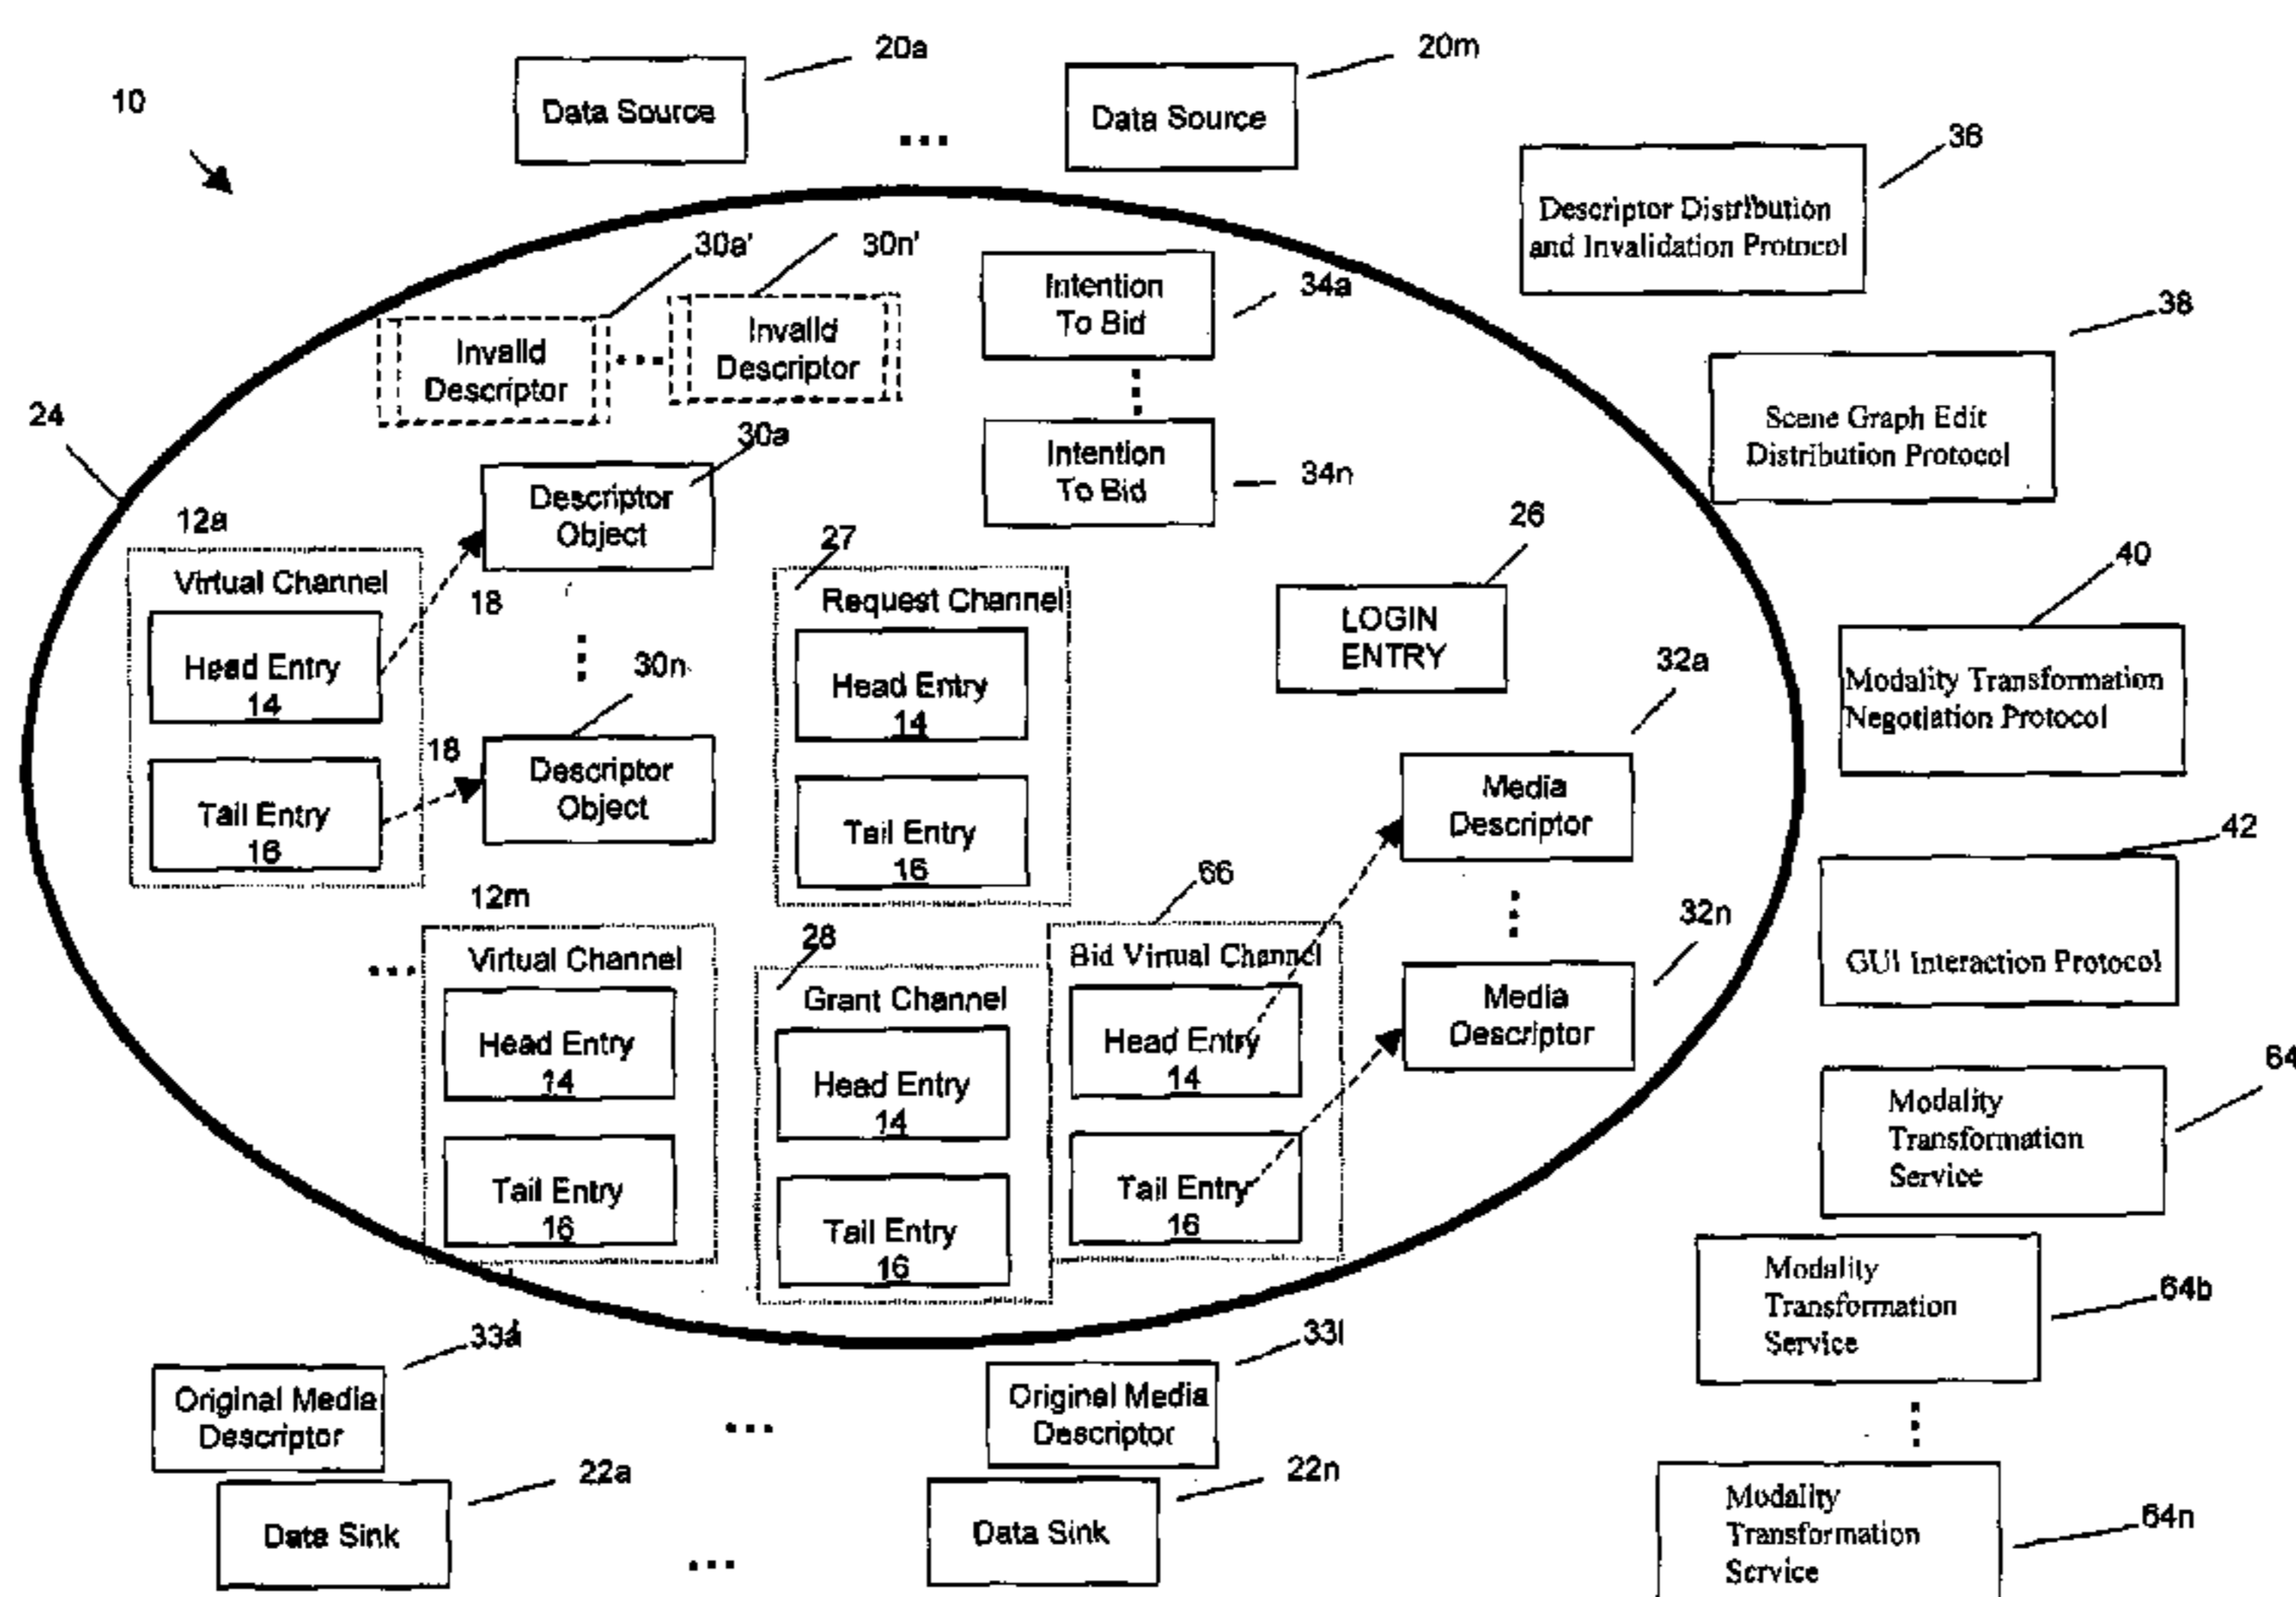 20a
20m
10
Data Source
Data Source
...
36
Descriptor Distribution
and Invalidation Protocol
30a'
30n'
Intention
To Bid
34a
38
Invalid
Descriptor
...
Invalid
Descriptor
Scene Graph Edit
Distribution Protocol
24
30a
Intention
To Bid
34n
12a
Descriptor
Object
27
26
40
Virtual Channel
18
Request Channel
LOGIN
ENTRY
Head Entry
14
30n
Head Entry
14
32a
Modality Transformation
Negotiation Protocol
18
Descriptor
Object
Media
Descriptor
Tail Entry
16
Tail Entry
16
42
12m
66
32n
...
Virtual Channel
28
Grant Channel
Bid Virtual Channel
GUI Interaction Protocol
Head Entry
14
Head Entry
14
Head Entry
14
Media
Descriptor
64
Modality
Transformation
Service
Tail Entry
16
Tail Entry
16
Tail Entry
16
Modality
Transformation
Service
64b
33a
33l
Original Media
Descriptor
...
Original Media
Descriptor
22a
22n
Data Sink
...
Data Sink
Modality
Transformation
Service
64n